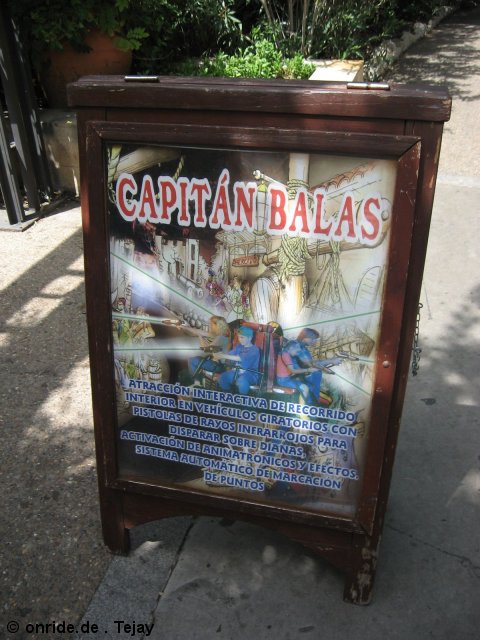 CAPITÁN BALAS
ATRACCIÓN INTERACTIVA DE RECORRIDO
INTERIOR EN VEHÍCULOS GIRATORIOS CON
PISTOLAS DE RAYOS INFRARROJOS PARA
DISPARAR SOBRE DIANAS,
ACTIVACIÓN DE ANIMATRONICOS Y EFECTOS,
SISTEMA AUTOMÁTICO DE MARCACIÓN
DE PUNTOS
© onride.de . Tejay